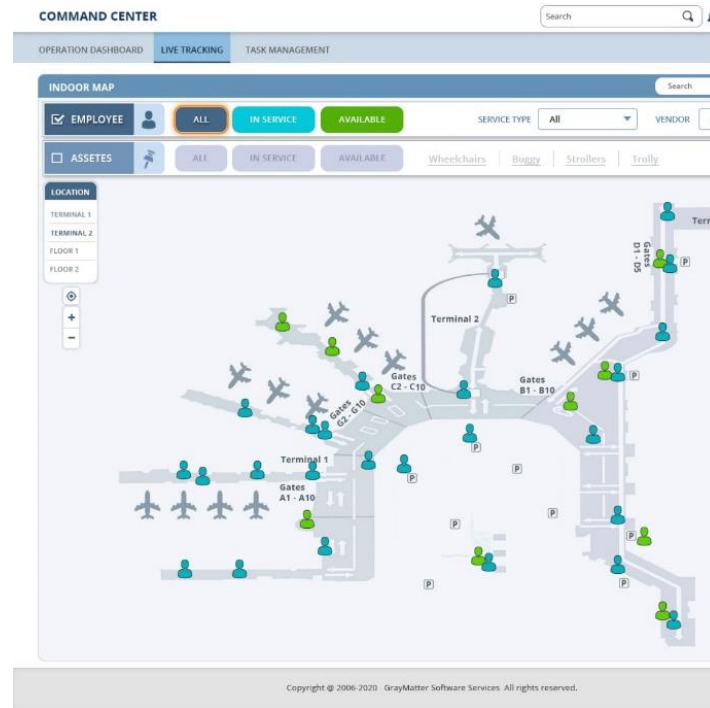 COMMAND CENTER
Search
OPERATION DASHBOARD LIVE TRACKING TASK MANAGEMENT
INDOOR MAP
Search
EMPLOYEE ALL IN SERVICE AVAILABLE SERVICE TYPE All VENDOR
ASSETES ALL IN SERVICE AVAILABLE Wheelchairs Buggy Strollers Trolly
LOCATION
TERMINAL 1
TERMINAL 2
FLOOR 1
FLOOR 2
+
-
Terr
Gates
D1 - D5
P
P
Terminal 2
Gates
C2 - C10
Gates
B1 - B10
P
Gates
G2 - G10
P
Terminal 1
P
P
Gates
A1 - A10
P
P
P
P
P
Copyright @ 2006-2020 GrayMatter Software Services All rights reserved.